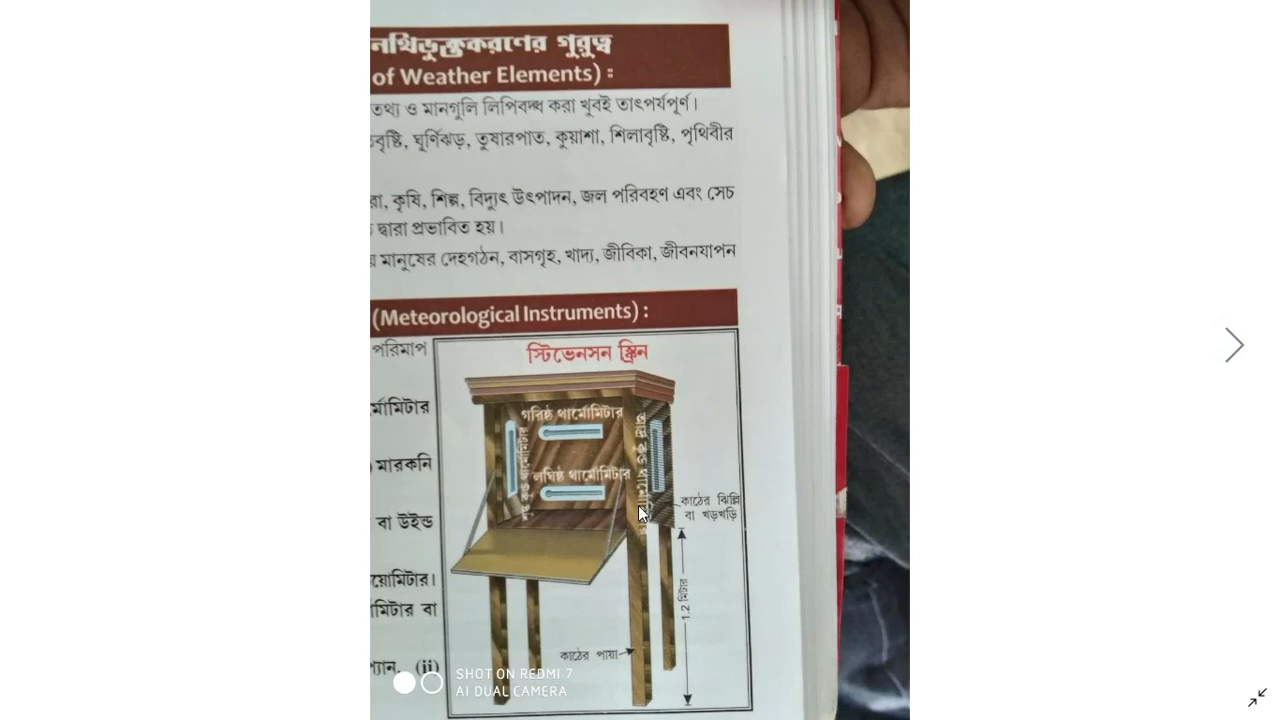 নথিভুক্তকরণের গুরুত্ব
of Weather Elements) :
তথ্য ও মানগুলি লিপিবদ্ধ করা খুবই তাৎপর্যপূর্ণ।
ঘূর্ণিঝড়, তুষারপাত, কুয়াশা, শিলাবৃষ্টি, পৃথিবীর
কৃষি, শিল্প, বিদ্যুৎ উৎপাদন, জল পরিবহণ এবং সেচ
দ্বারা প্রভাবিত হয়।
মানুষের দেহগঠন, বাসগৃহ, খাদ্য, জীবিকা, জীবনযাপন
(Meteorological Instruments) :
পরিমাপ
র্মোমিটার
মারকনি
বা উইন্ড
য়োমিটার।
মিটার বা
(ii)
স্টিভেনসন স্ক্রিন
গরিষ্ঠ থার্মোমিটার
লঘিষ্ঠ থার্মোমিটার
শুষ্ক কুণ্ড থার্মোমিটার
আর্দ্র কুণ্ড
কাঠের ঝিল্লি
বা খড়খড়ি
1.2 মিটার
কাঠের পায়া
SHOT ON REDMI 7
AI DUAL CAMERA